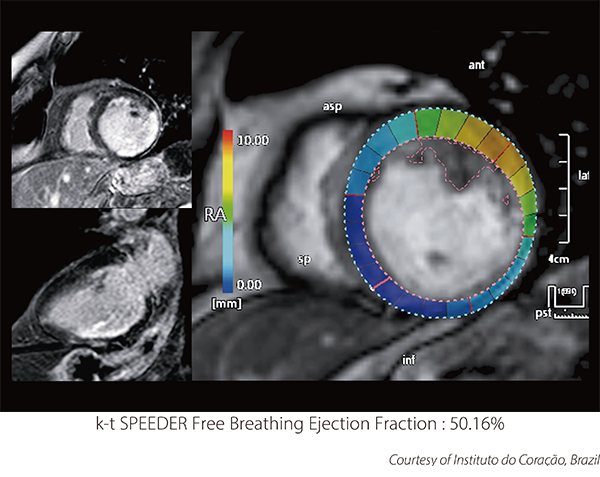 ant
asp
10.00
lat
RA
sp
0.00
[mm]
4cm
pst
inf
k-t SPEEDER Free Breathing Ejection Fraction : 50.16%
Courtesy of Instituto do Coração, Brazil